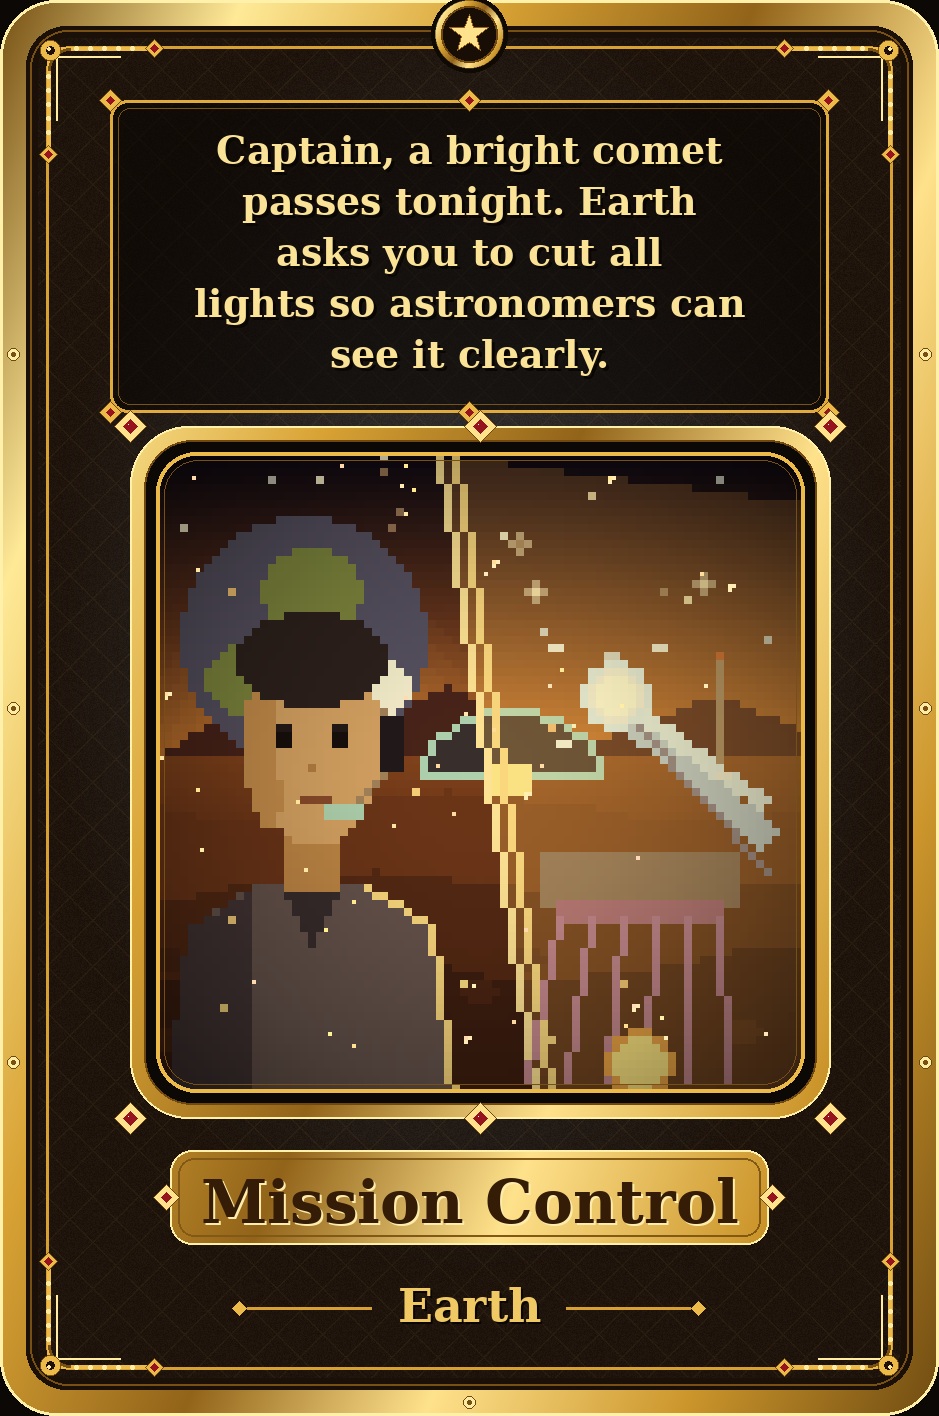 Captain, a bright comet
passes tonight. Earth
asks you to cut all
lights so astronomers can
see it clearly.
Mission Control
Earth